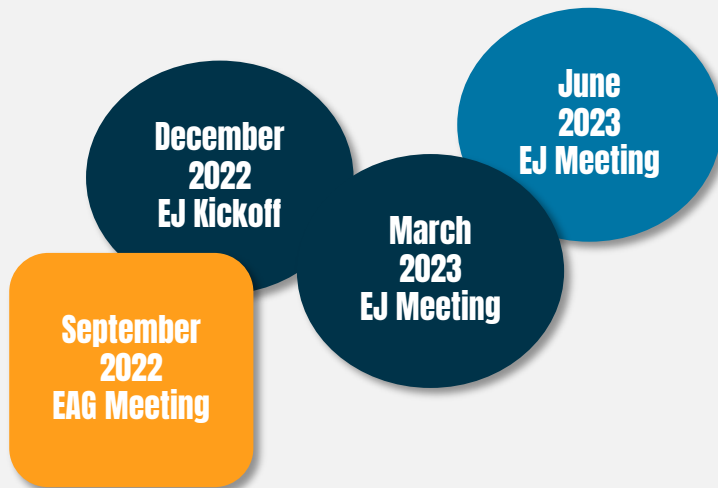 September
2022
EAG Meeting
December
2022
EJ Kickoff
March
2023
EJ Meeting
June
2023
EJ Meeting